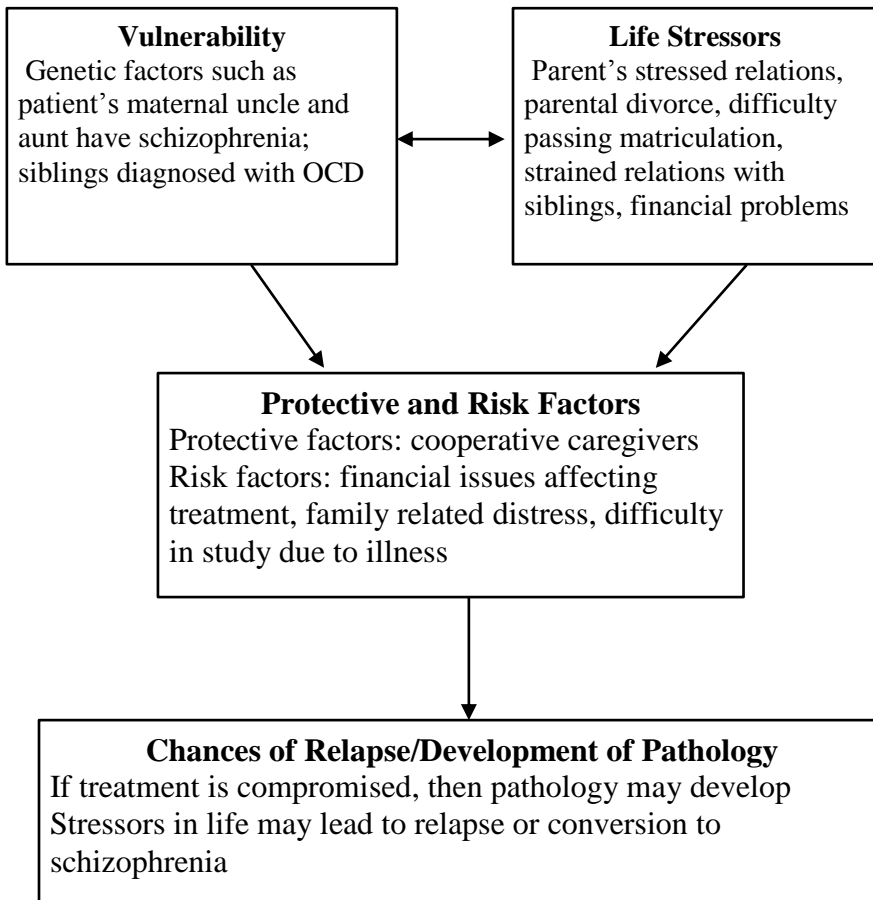 Vulnerability
Genetic factors such as
patient's maternal uncle and
aunt have schizophrenia;
siblings diagnosed with OCD
Life Stressors
Parent's stressed relations,
parental divorce, difficulty
passing matriculation,
strained relations with
siblings, financial problems
Protective and Risk Factors
Protective factors: cooperative caregivers
Risk factors: financial issues affecting
treatment, family related distress, difficulty
in study due to illness
Chances of Relapse/Development of Pathology
If treatment is compromised, then pathology may develop
Stressors in life may lead to relapse or conversion to
schizophrenia